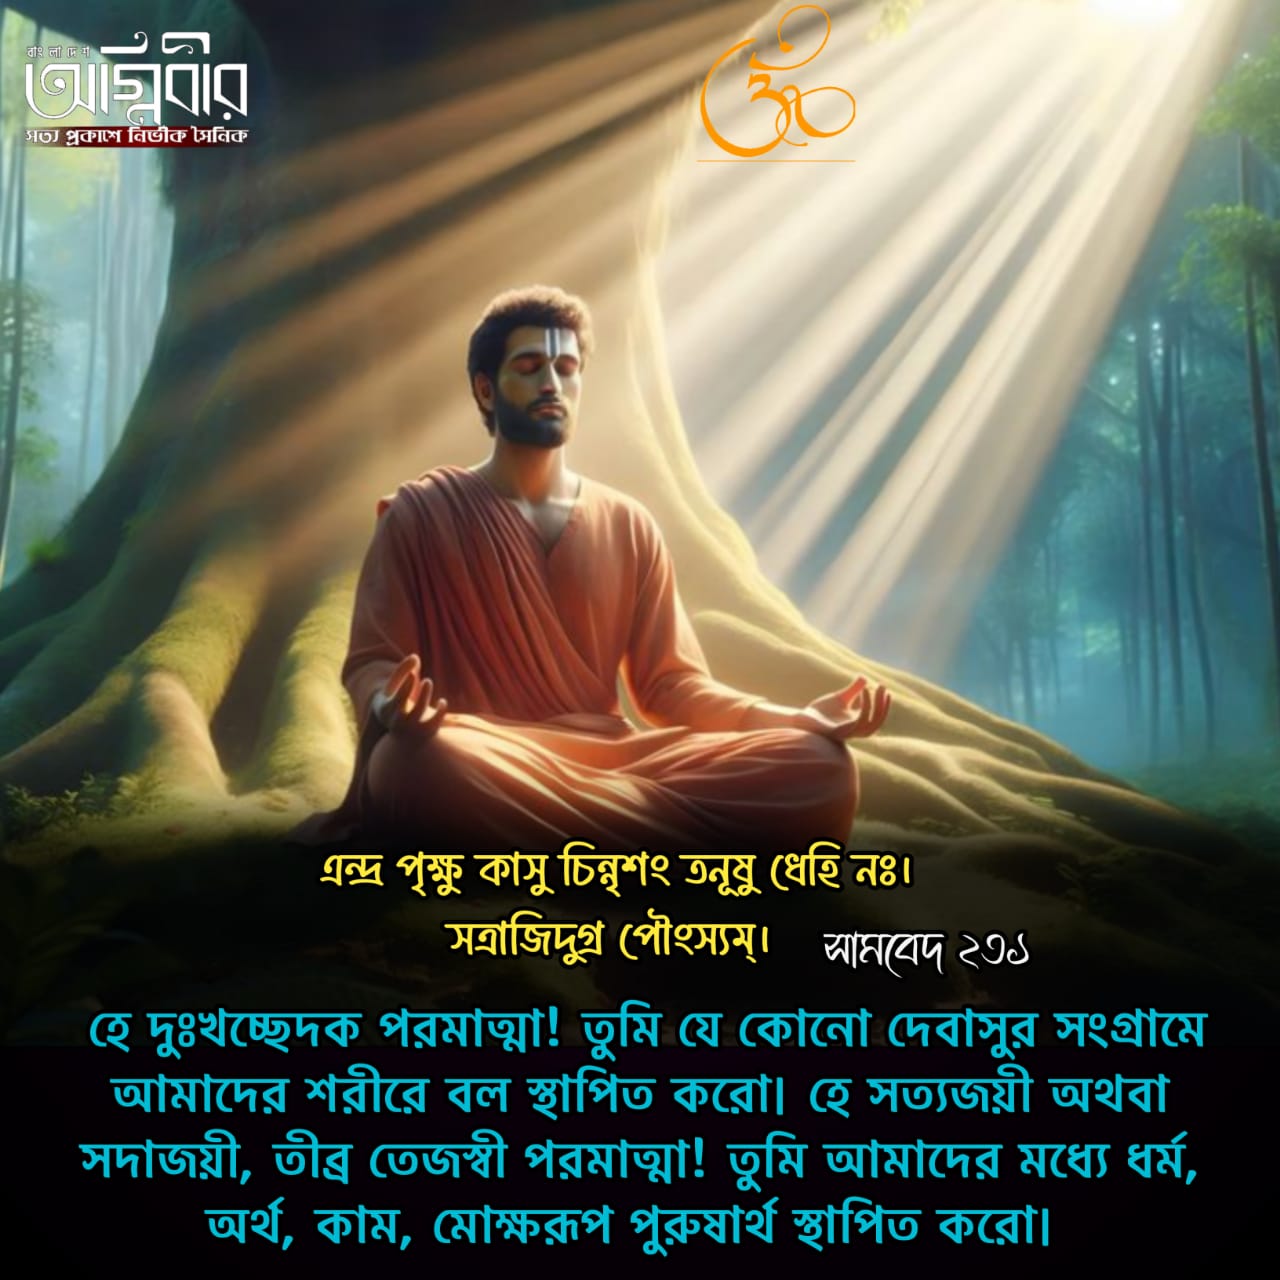 বাংলাদেশ
অগ্নিবীর
সত্য প্রকাশে নির্ভীক সৈনিক
ওঁ
এন্দ্র পৃক্ষু কাসু চিন্নৃশং তনূষু ধেহি নঃ।
সত্রাজিদুগ্র পৌংস্যম্।
সামবেদ ২৩১
হে দুঃখচ্ছেদক পরমাত্মা! তুমি যে কোনো দেবাসুর সংগ্রামে
আমাদের শরীরে বল স্থাপিত করো। হে সত্যজয়ী অথবা
সদাজয়ী, তীব্র তেজস্বী পরমাত্মা! তুমি আমাদের মধ্যে ধর্ম,
অর্থ, কাম, মোক্ষরূপ পুরুষার্থ স্থাপিত করো।